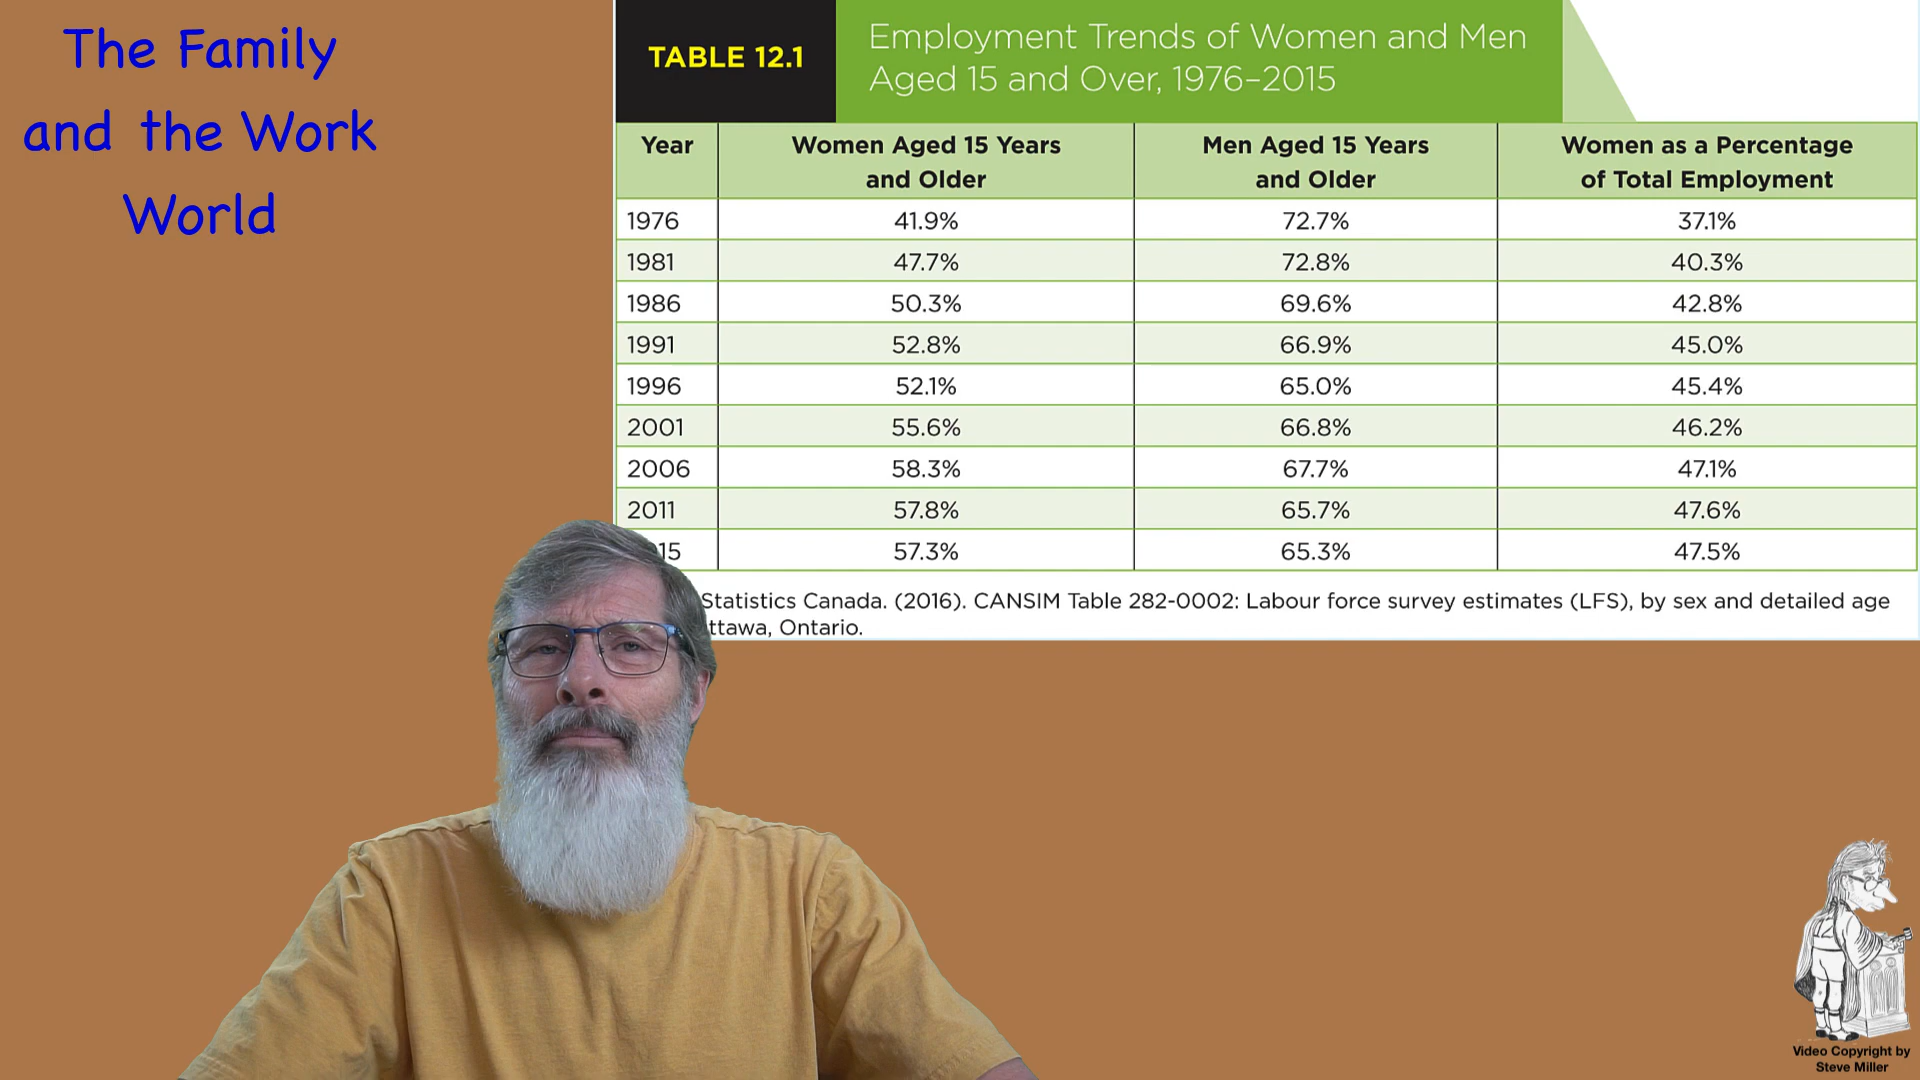 The Family
and the Work
World
TABLE 12.1
Employment Trends of Women and Men
Aged 15 and Over, 1976–2015
Year
Women Aged 15 Years
and Older
Men Aged 15 Years
and Older
Women as a Percentage
of Total Employment
1976 41.9% 72.7% 37.1%
1981 47.7% 72.8% 40.3%
1986 50.3% 69.6% 42.8%
1991 52.8% 66.9% 45.0%
1996 52.1% 65.0% 45.4%
2001 55.6% 66.8% 46.2%
2006 58.3% 67.7% 47.1%
2011 57.8% 65.7% 47.6%
15 57.3% 65.3% 47.5%
Statistics Canada. (2016). CANSIM Table 282-0002: Labour force survey estimates (LFS), by sex and detailed age
ttawa, Ontario.
Video Copyright by
Steve Miller